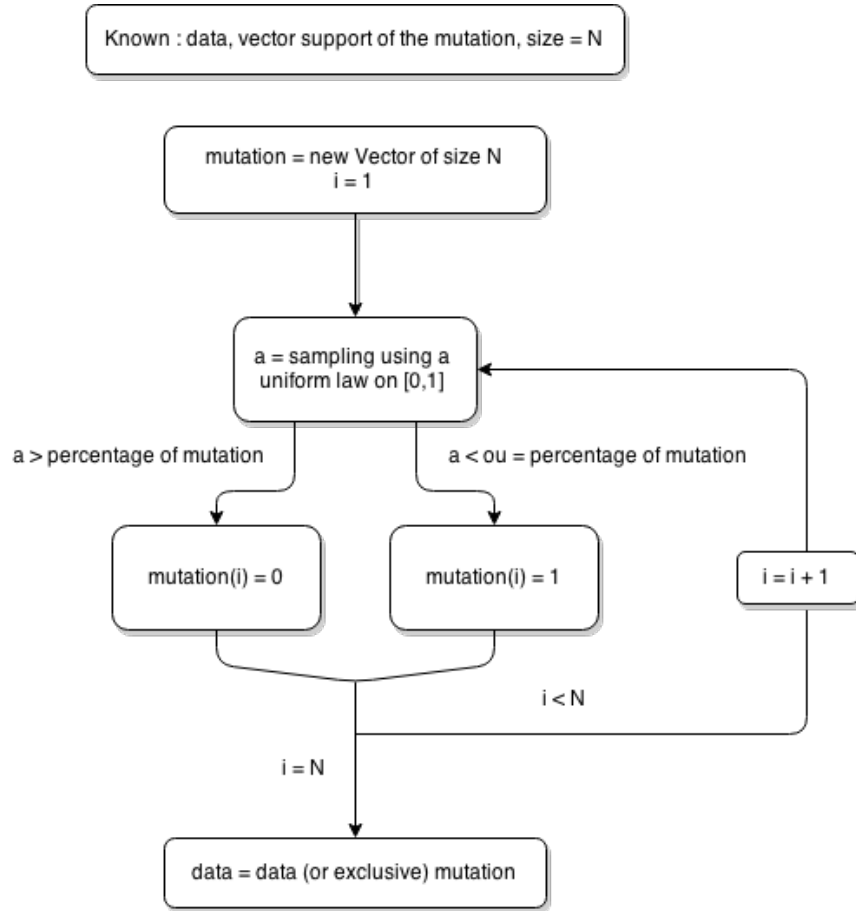 Known : data, vector support of the mutation, size = N
mutation = new Vector of size N
i = 1
a = sampling using a
uniform law on [0,1]
a > percentage of mutation
a < ou = percentage of mutation
mutation(i) = 0
mutation(i) = 1
i = i + 1
i < N
i = N
data = data (or exclusive) mutation